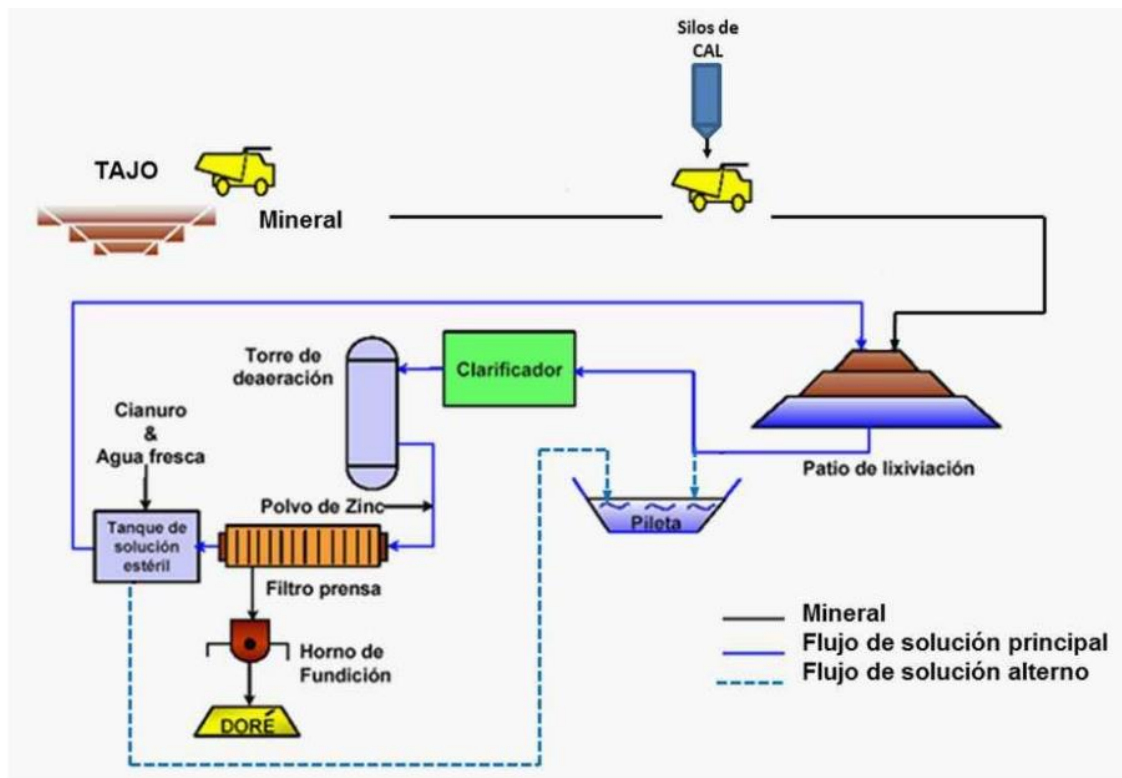 Silos de
CAL
TAJO
Mineral
Torre de
deaeración
Clarificador
Cianuro
&
Agua fresca
Patio de lixiviación
Polvo de Zinc
Pileta
Tanque de
solución
estéril
Filtro prensa
Horno de
Fundición
DORÉ
Mineral
Flujo de solución principal
Flujo de solución alterno